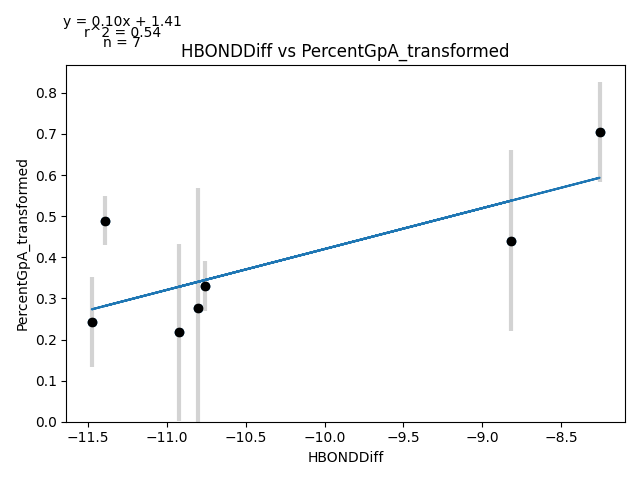 y = 0.10x + 1.41
r^2 = 0.54
n = 7
HBONDDiff vs PercentGpA_transformed
PercentGpA_transformed
0.8
0.7
0.6
0.5
0.4
0.3
0.2
0.1
0.0
−11.5 −11.0 −10.5 −10.0 −9.5 −9.0 −8.5
HBONDDiff